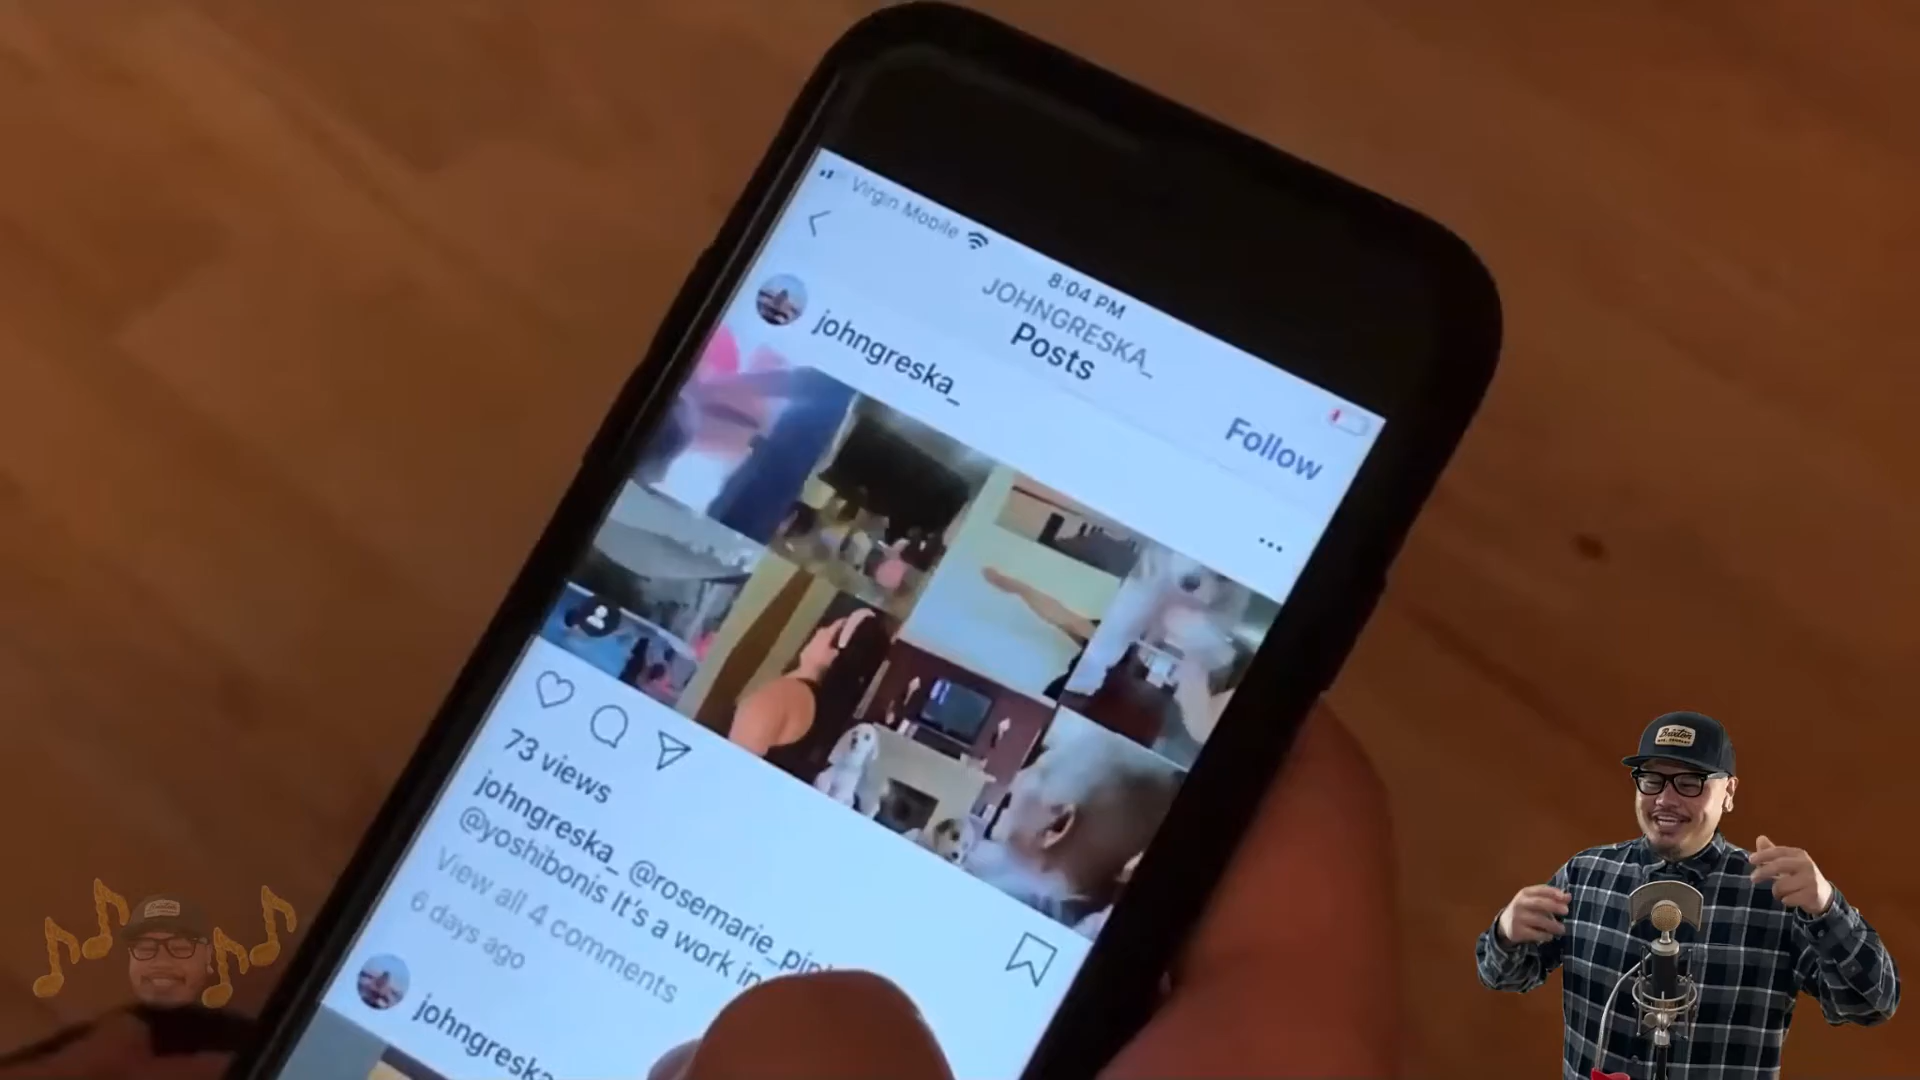 Virgin Mobile
8:04 PM
JOHNGRESKA_
Posts
johngreska_
Follow
73 views
johngreska_ @rosemarie_pin
@yoshibonis It's a work in
View all 4 comments
6 days ago
johngreska
Brixton